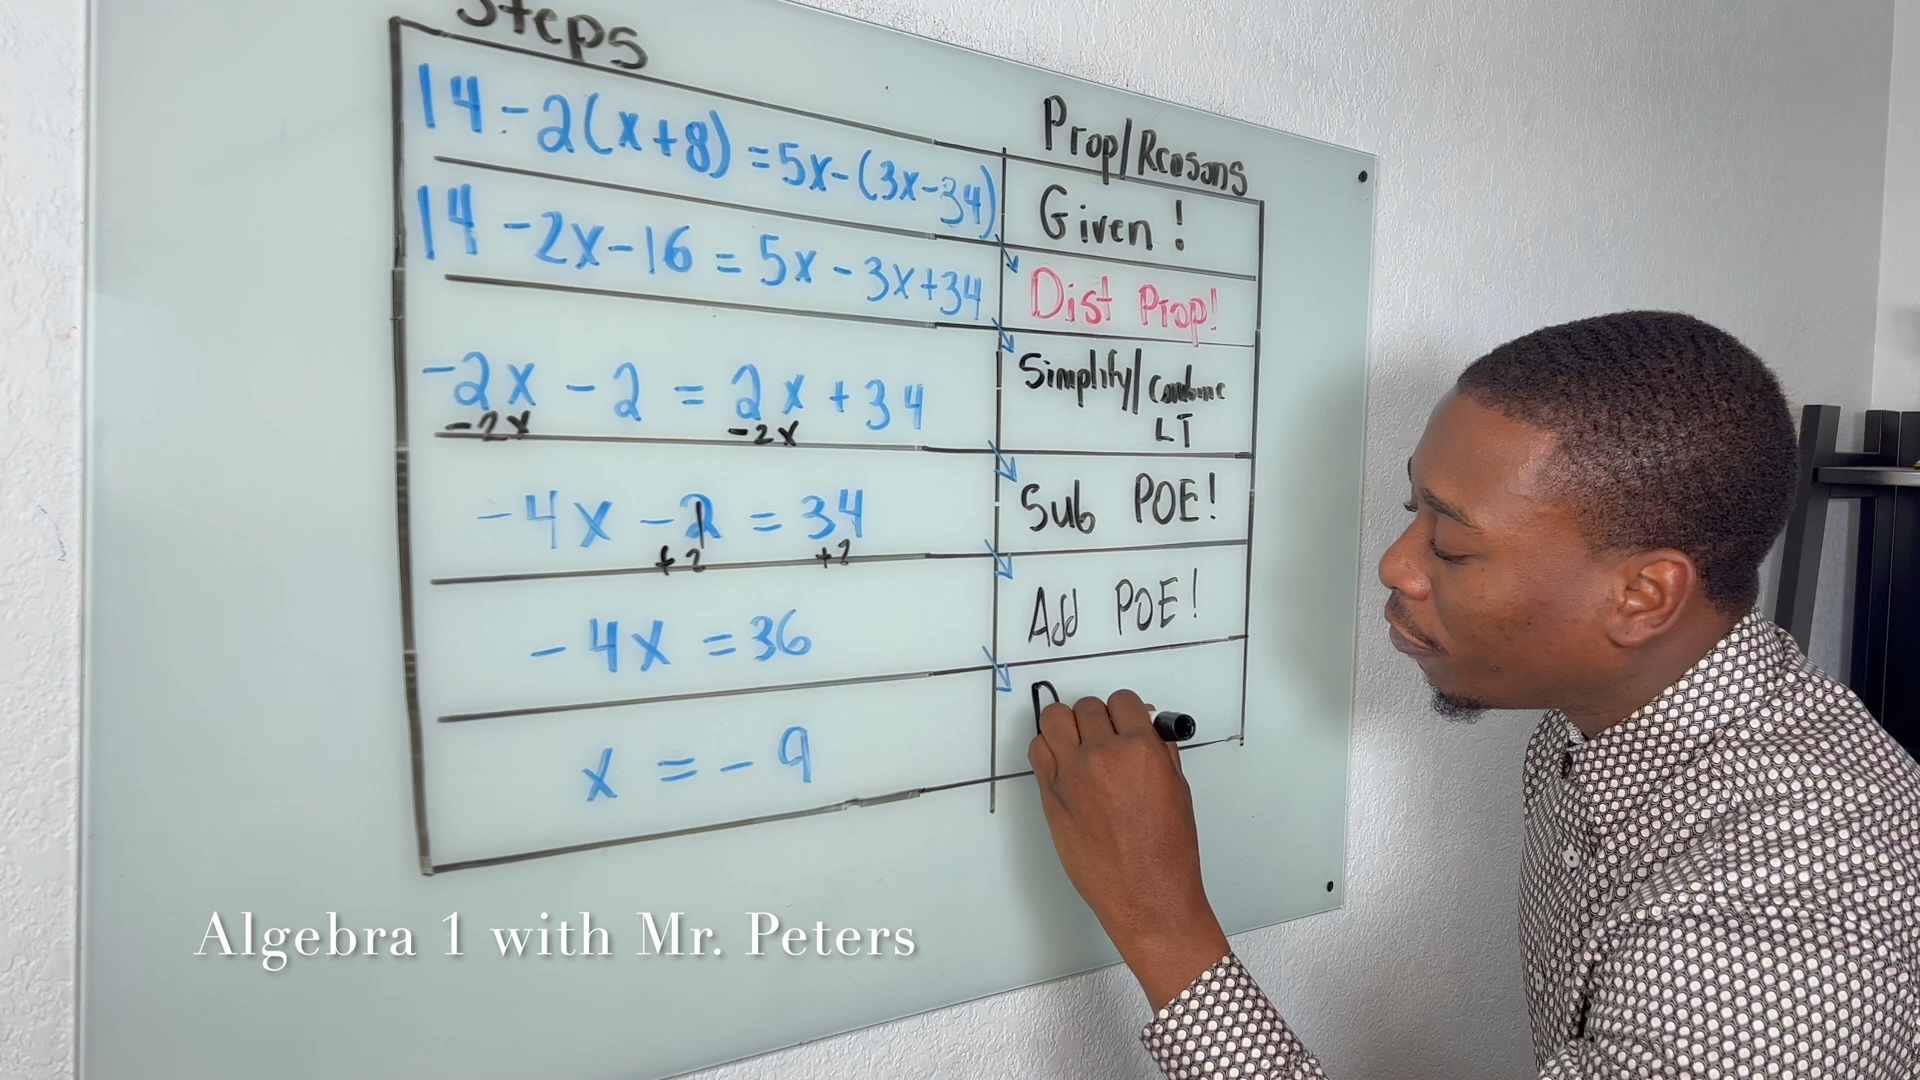 Steps
Prop/Reasons
14-2(x+8)=5x-(3x-34)
Given!
14-2x-16=5x-3x+34
Dist Prop!
-2x-2=2x+34
-2x -2x
Simplify/Combine
LT
-4x-2=34
+2 +2
Sub POE!
-4x=36
Add POE!
x=-9
D
Algebra 1 with Mr. Peters